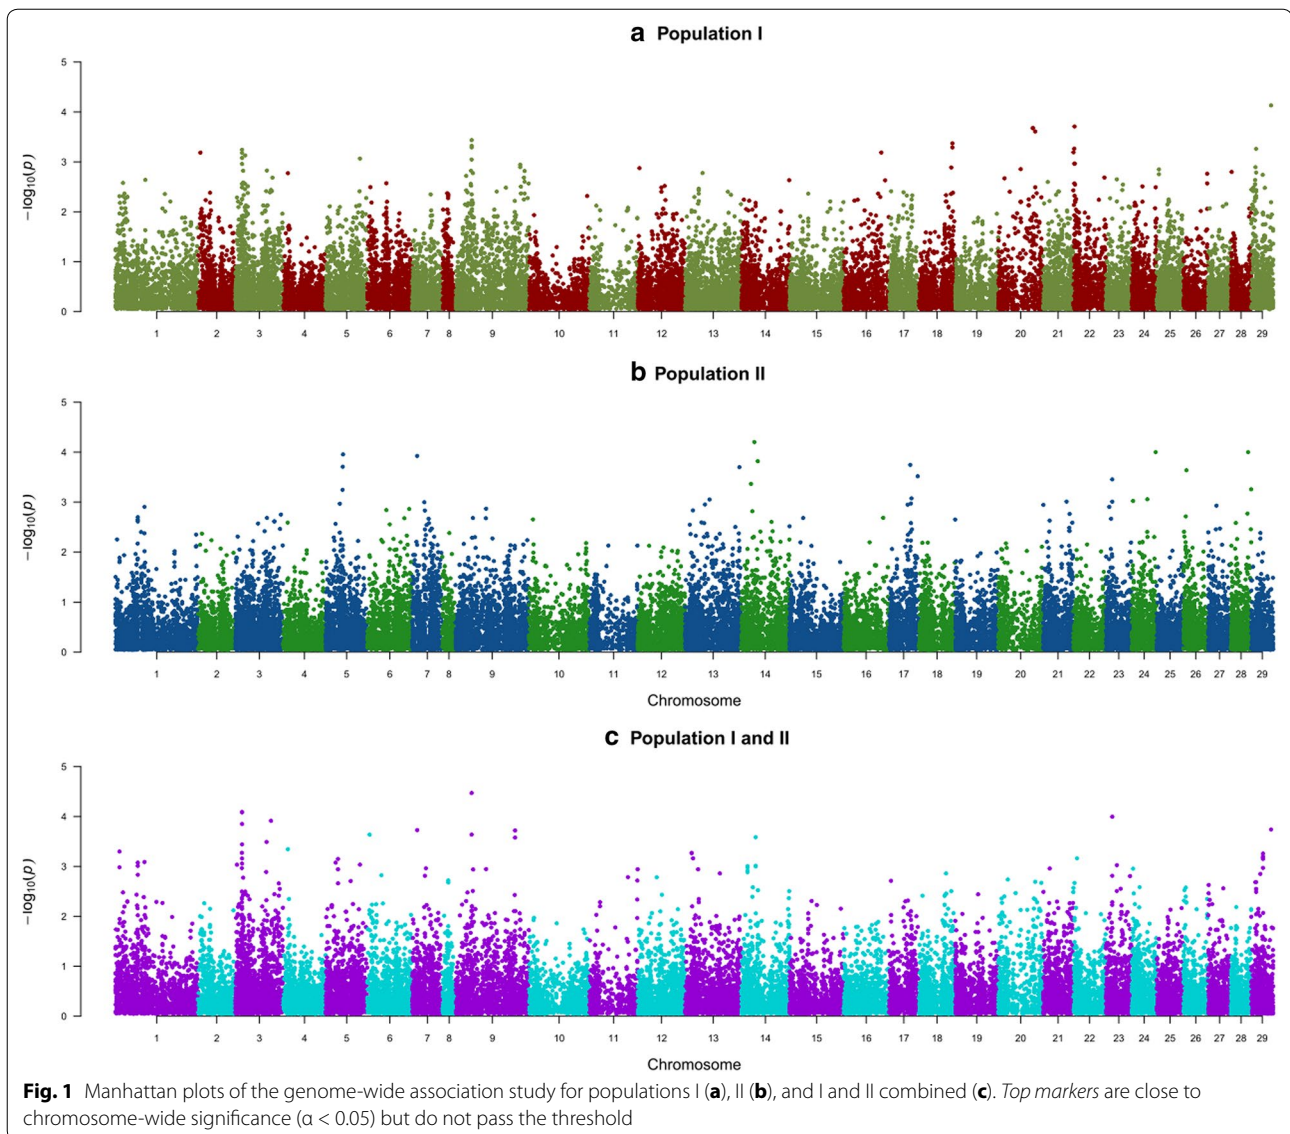 a Population I
5
4
3
2
1
0
−log10(p)
1 2 3 4 5 6 7 8 9 10 11 12 13 14 15 16 17 18 19 20 21 22 23 24 25 26 27 28 29
b Population II
5
4
3
2
1
0
−log10(p)
1 2 3 4 5 6 7 8 9 10 11 12 13 14 15 16 17 18 19 20 21 22 23 24 25 26 27 28 29
Chromosome
c Population I and II
5
4
3
2
1
0
−log10(p)
1 2 3 4 5 6 7 8 9 10 11 12 13 14 15 16 17 18 19 20 21 22 23 24 25 26 27 28 29
Chromosome
Fig. 1 Manhattan plots of the genome-wide association study for populations I (a), II (b), and I and II combined (c). Top markers are close to
chromosome-wide significance (α < 0.05) but do not pass the threshold